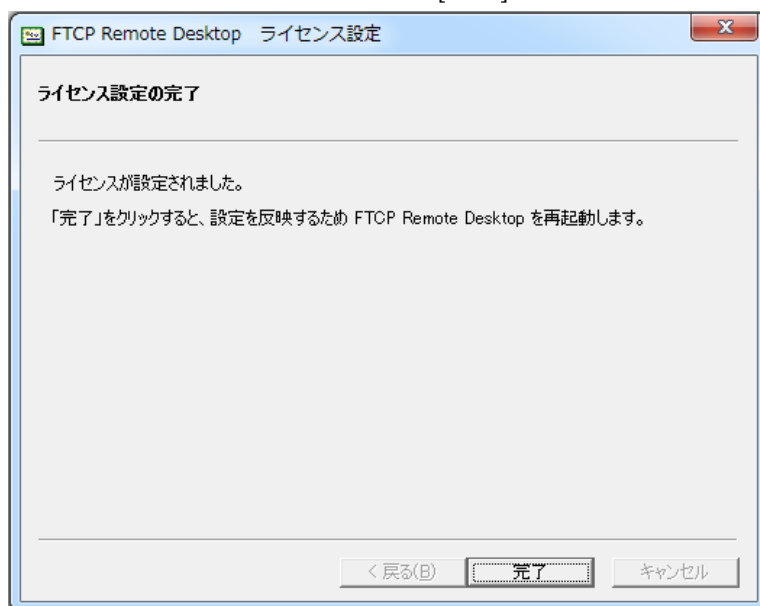 FTCP Remote Desktop ライセンス設定
ライセンス設定の完了
ライセンスが設定されました。
「完了」をクリックすると、設定を反映するため FTCP Remote Desktop を再起動します。
< 戻る(B) 完了 キャンセル